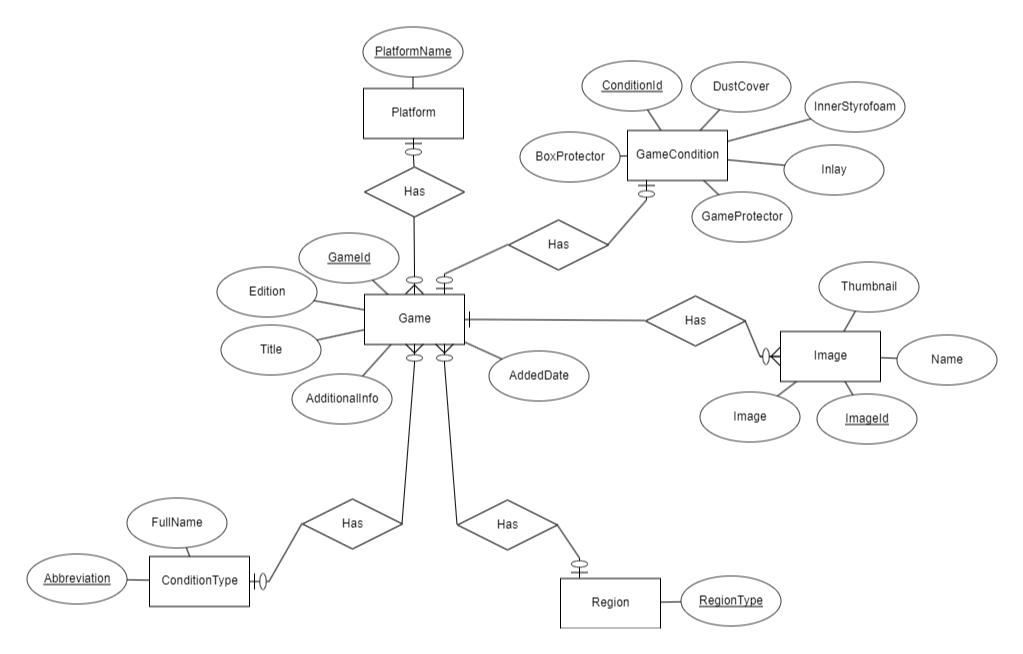 PlatformName
Platform
Has
ConditionId
DustCover
InnerStyrofoam
BoxProtector
GameCondition
Inlay
GameProtector
Has
GameId
Edition
Game
Title
AdditionalInfo
AddedDate
Has
Thumbnail
Image
Name
Image
ImageId
Has
FullName
Abbreviation
ConditionType
Has
Region
RegionType